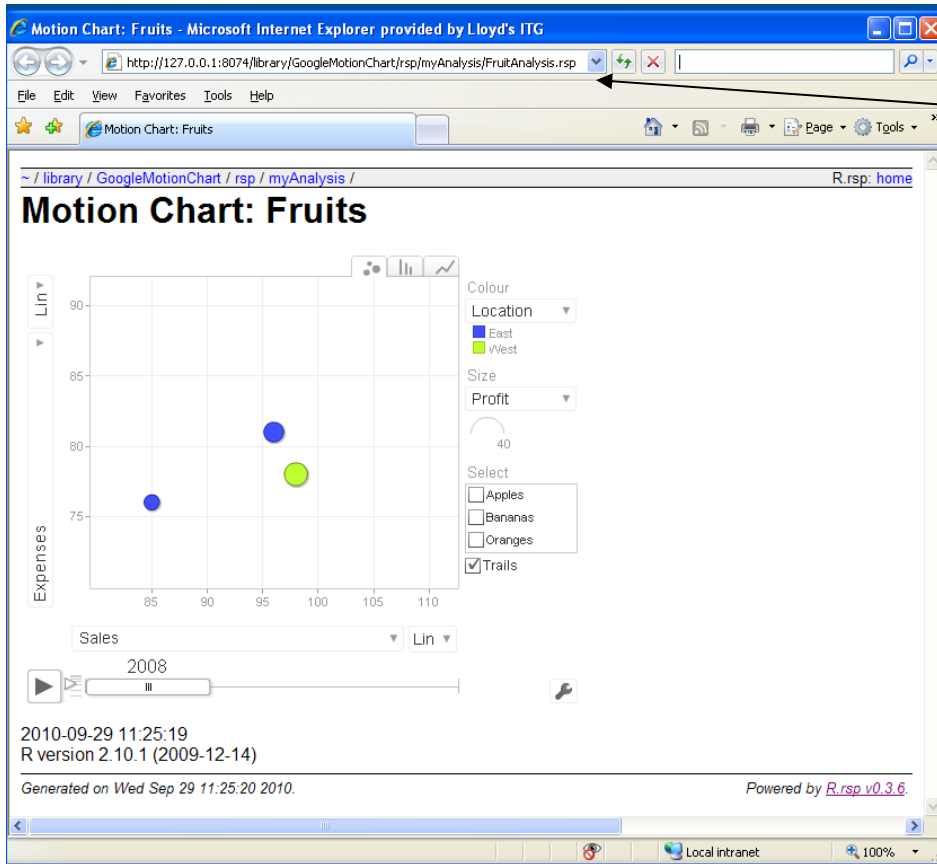 Motion Chart: Fruits - Microsoft Internet Explorer provided by Lloyd's ITG
http://127.0.0.1:8074/library/GoogleMotionChart/rsp/myAnalysis/FruitAnalysis.rsp
File Edit View Favorites Tools Help
Motion Chart: Fruits
Page Tools
~ / library / GoogleMotionChart / rsp / myAnalysis / R.rsp: home
Motion Chart: Fruits
Lin
90
85
80
75
Expenses
85 90 95 100 105 110
Sales Lin
2008
Colour
Location
East
West
Size
Profit
40
Select
Apples
Bananas
Oranges
Trails
2010-09-29 11:25:19
R version 2.10.1 (2009-12-14)
Generated on Wed Sep 29 11:25:20 2010. Powered by R.rsp v0.3.6.
Local intranet 100%